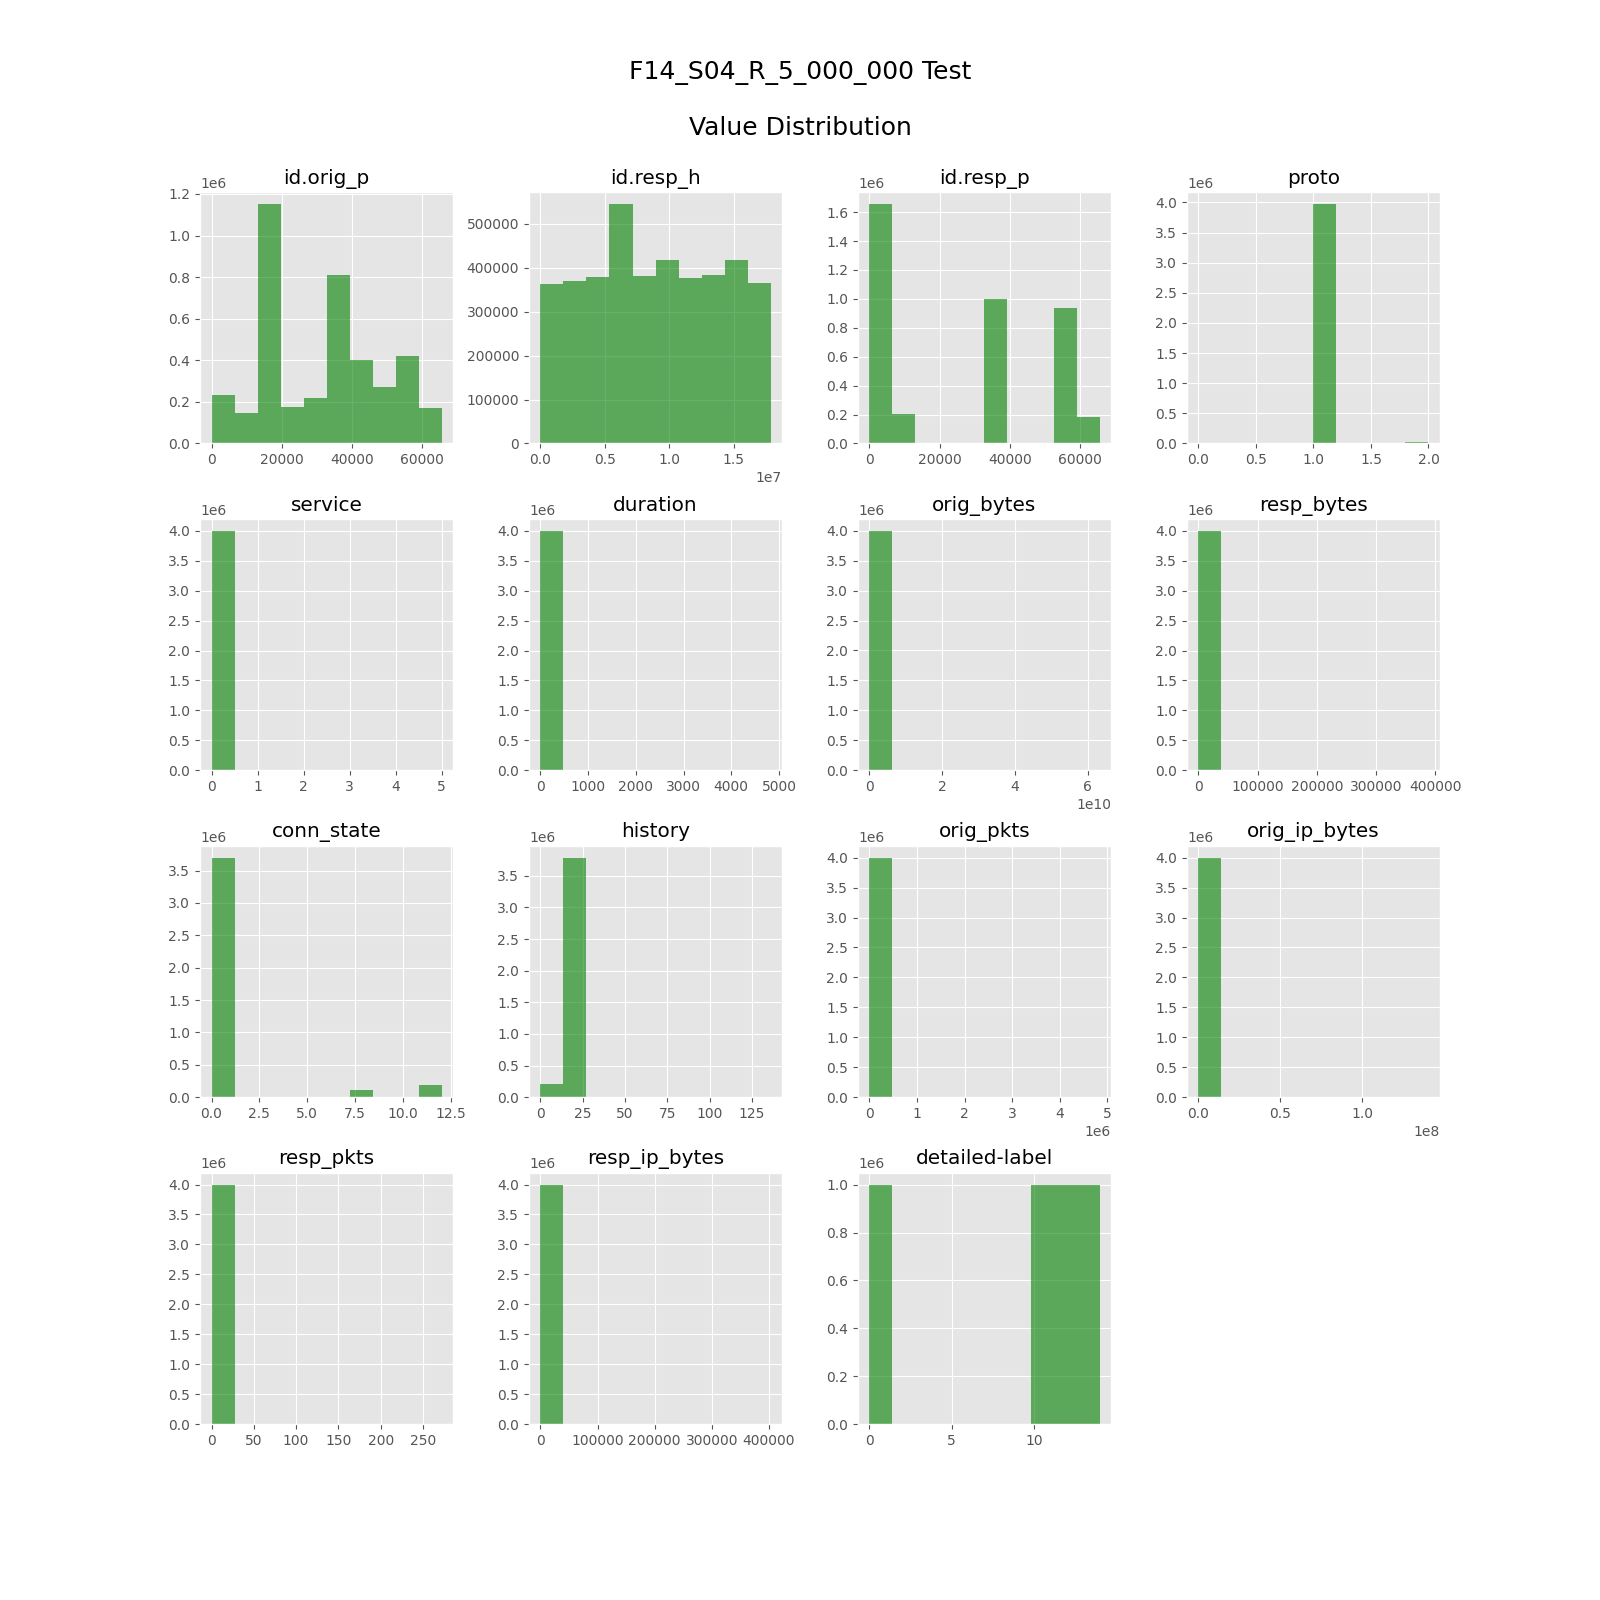 F14_S04_R_5_000_000 Test
Value Distribution
id.orig_p
id.resp_h
id.resp_p
proto
1e6
1.2
1.0
0.8
0.6
0.4
0.2
0.0
0 20000 40000 60000
500000
400000
300000
200000
100000
0
0.0 0.5 1.0 1.5
1e7
1e6
1.6
1.4
1.2
1.0
0.8
0.6
0.4
0.2
0.0
0 20000 40000 60000
1e6
4.0
3.5
3.0
2.5
2.0
1.5
1.0
0.5
0.0
0.0 0.5 1.0 1.5 2.0
service
duration
orig_bytes
resp_bytes
1e6
4.0
3.5
3.0
2.5
2.0
1.5
1.0
0.5
0.0
0 1 2 3 4 5
1e6
4.0
3.5
3.0
2.5
2.0
1.5
1.0
0.5
0.0
0 1000 2000 3000 4000 5000
1e6
4.0
3.5
3.0
2.5
2.0
1.5
1.0
0.5
0.0
0 2 4 6
1e10
1e6
4.0
3.5
3.0
2.5
2.0
1.5
1.0
0.5
0.0
0 100000 200000 300000 400000
conn_state
history
orig_pkts
orig_ip_bytes
1e6
3.5
3.0
2.5
2.0
1.5
1.0
0.5
0.0
0.0 2.5 5.0 7.5 10.0 12.5
1e6
3.5
3.0
2.5
2.0
1.5
1.0
0.5
0.0
0 25 50 75 100 125
1e6
4.0
3.5
3.0
2.5
2.0
1.5
1.0
0.5
0.0
0 1 2 3 4 5
1e6
1e6
4.0
3.5
3.0
2.5
2.0
1.5
1.0
0.5
0.0
0.0 0.5 1.0
1e8
resp_pkts
resp_ip_bytes
detailed-label
1e6
4.0
3.5
3.0
2.5
2.0
1.5
1.0
0.5
0.0
0 50 100 150 200 250
1e6
4.0
3.5
3.0
2.5
2.0
1.5
1.0
0.5
0.0
0 100000 200000 300000 400000
1e6
1.0
0.8
0.6
0.4
0.2
0.0
0 5 10